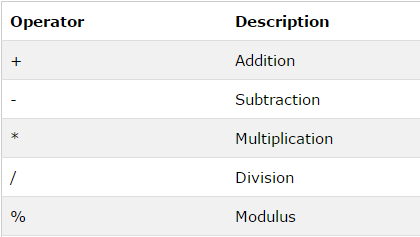 Operator Description
+ Addition
- Subtraction
* Multiplication
/ Division
% Modulus